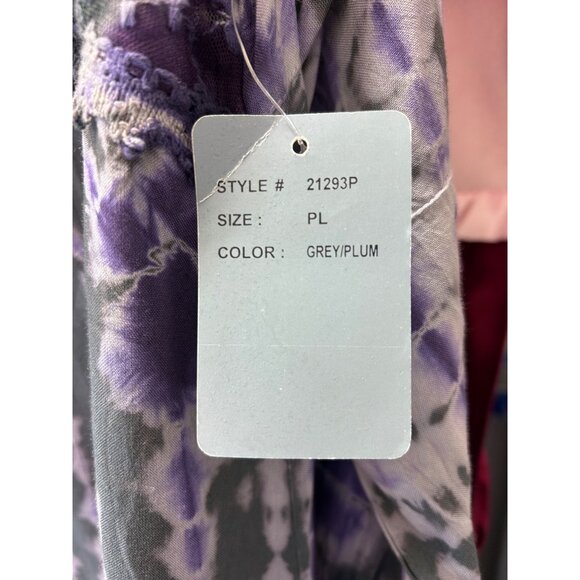 STYLE # 21293P
SIZE : PL
COLOR : GREY/PLUM